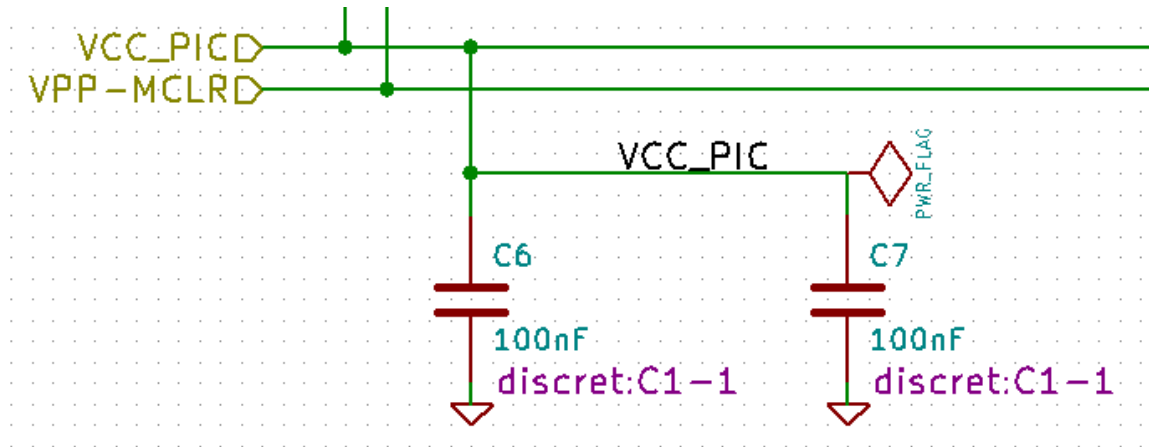 VCC_PIC
VPP-MCLR
VCC_PIC
PWR_FLAG
C6
C7
100nF
100nF
discret:C1-1
discret:C1-1